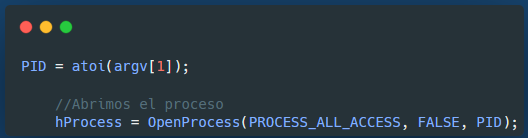 PID = atoi(argv[1]);
//Abrimos el proceso
hProcess = OpenProcess(PROCESS_ALL_ACCESS, FALSE, PID);